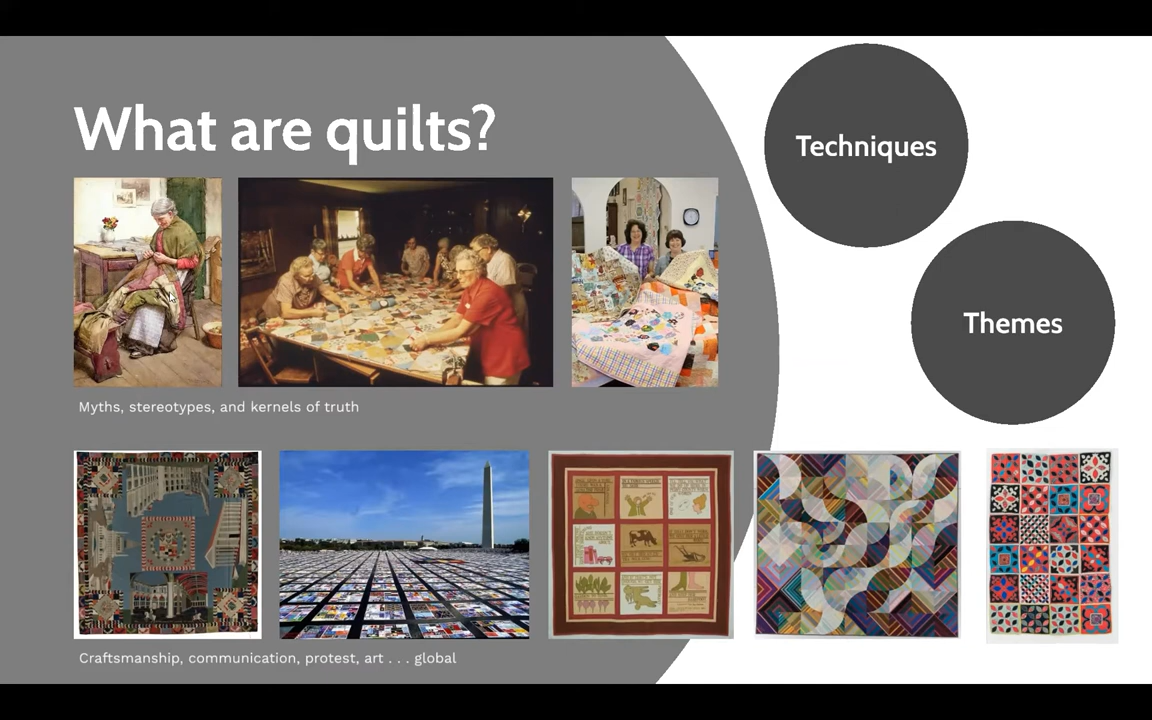 What are quilts?
Techniques
Themes
Myths, stereotypes, and kernels of truth
Craftsmanship, communication, protest, art . . . global